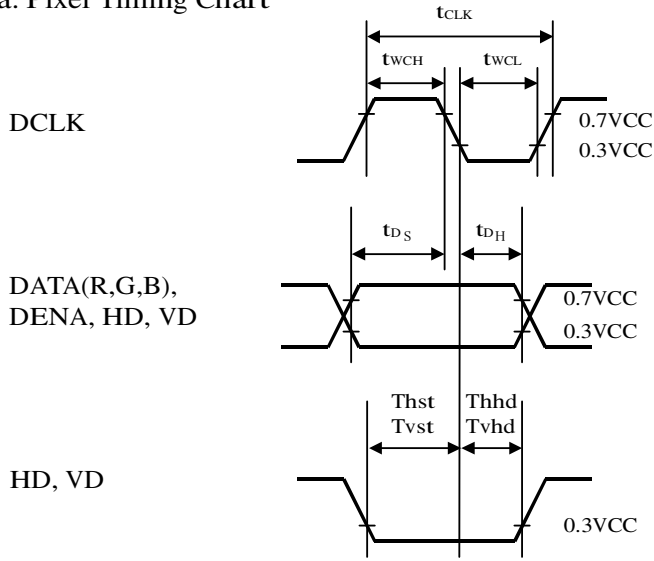 a. Pixel Timing Chart
tCLK
tWCH
tWCL
DCLK
0.7VCC
0.3VCC
tDS
tDH
DATA(R,G,B),
DENA, HD, VD
0.7VCC
0.3VCC
Thst
Thhd
Tvst
Tvhd
HD, VD
0.3VCC